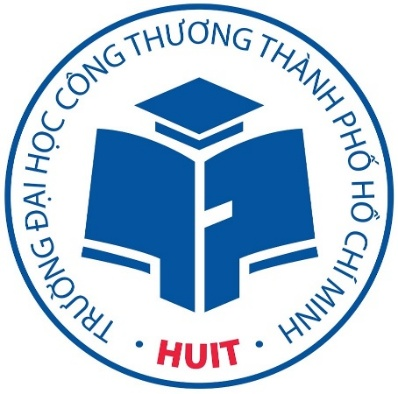 TRƯỜNG ĐẠI HỌC CÔNG THƯƠNG THÀNH PHỐ HỒ CHÍ MINH
HUIT